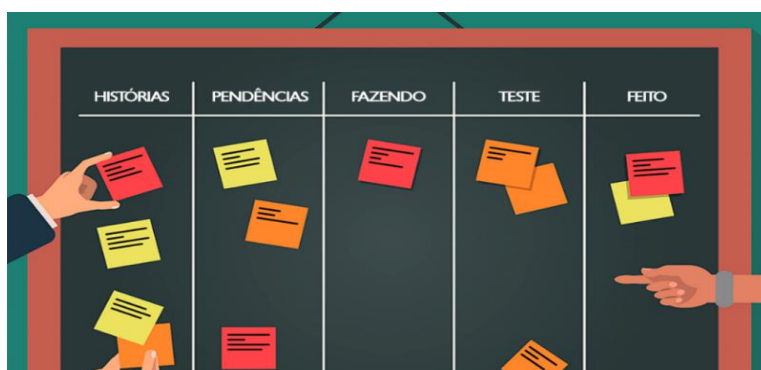 HISTÓRIAS
PENDÊNCIAS
FAZENDO
TESTE
FEITO